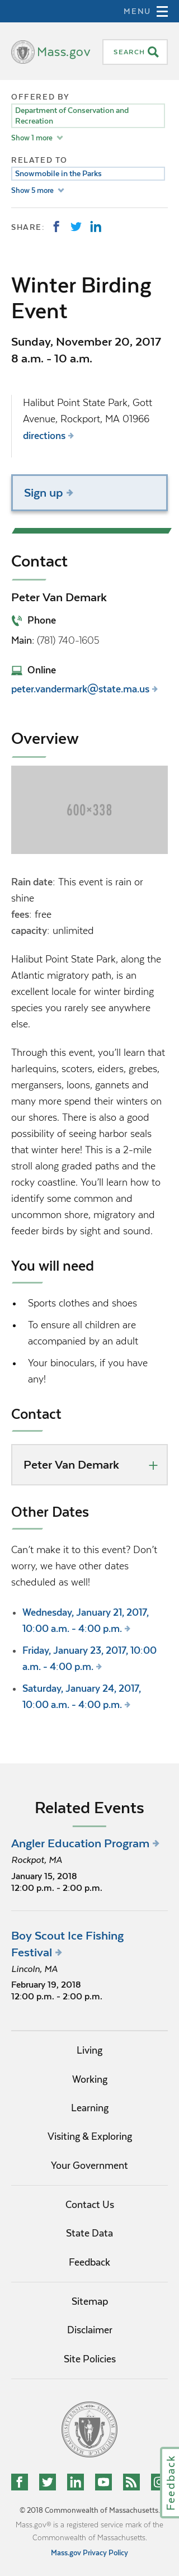 MENU
Mass.gov
SEARCH
OFFERED BY
Department of Conservation and
Recreation
Show 1 more
RELATED TO
Snowmobile in the Parks
Show 5 more
SHARE:
Winter Birding
Event
Sunday, November 20, 2017
8 a.m. - 10 a.m.
Halibut Point State Park, Gott
Avenue, Rockport, MA 01966
directions
Sign up
Contact
Peter Van Demark
Phone
Main: (781) 740-1605
Online
peter.vandermark@state.ma.us
Overview
600×338
Rain date: This event is rain or
shine
fees: free
capacity: unlimited
Halibut Point State Park, along the
Atlantic migratory path, is an
excellent locale for winter birding
species you rarely see anywhere
else.
Through this event, you’ll learn that
harlequins, scoters, eiders, grebes,
mergansers, loons, gannets and
many more spend their winters on
our shores. There is also a good
possibility of seeing harbor seals
that winter here! This is a 2-mile
stroll along graded paths and the
rocky coastline. You’ll learn how to
identify some common and
uncommon shore, migratory and
feeder birds by sight and sound.
You will need
• Sports clothes and shoes
• To ensure all children are
accompanied by an adult
• Your binoculars, if you have
any!
Contact
Peter Van Demark
Other Dates
Can’t make it to this event? Don’t
worry, we have other dates
scheduled as well!
• Wednesday, January 21, 2017,
10:00 a.m. - 4:00 p.m.
• Friday, January 23, 2017, 10:00
a.m. - 4:00 p.m.
• Saturday, January 24, 2017,
10:00 a.m. - 4:00 p.m.
Related Events
Angler Education Program
Rockpot, MA
January 15, 2018
12:00 p.m. - 2:00 p.m.
Boy Scout Ice Fishing
Festival
Lincoln, MA
February 19, 2018
12:00 p.m. - 2:00 p.m.
Living
Working
Learning
Visiting & Exploring
Your Government
Contact Us
State Data
Feedback
Sitemap
Disclaimer
Site Policies
Feedback
© 2018 Commonwealth of Massachusetts.
Mass.gov® is a registered service mark of the
Commonwealth of Massachusetts.
Mass.gov Privacy Policy